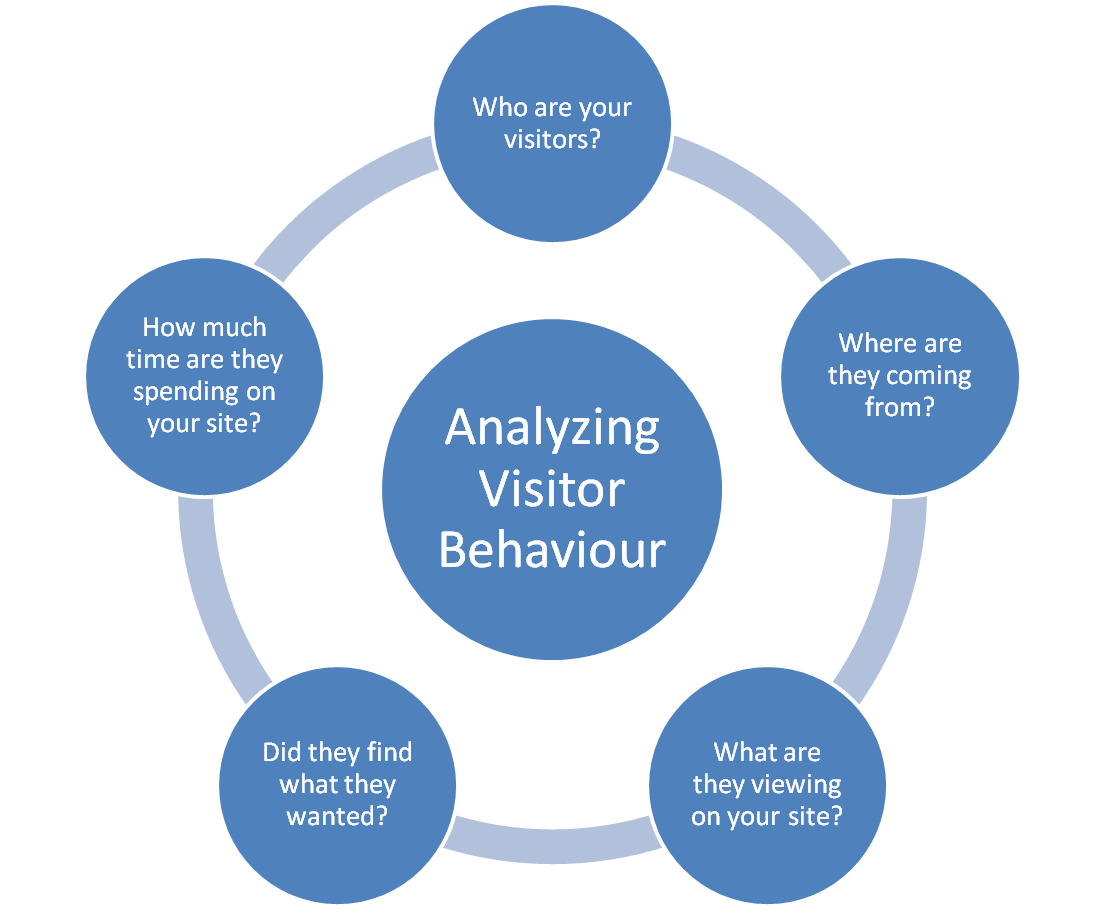 Who are your
visitors?
Where are
they coming
from?
What are
they viewing
on your site?
Did they find
what they
wanted?
How much
time are they
spending on
your site?
Analyzing
Visitor
Behaviour